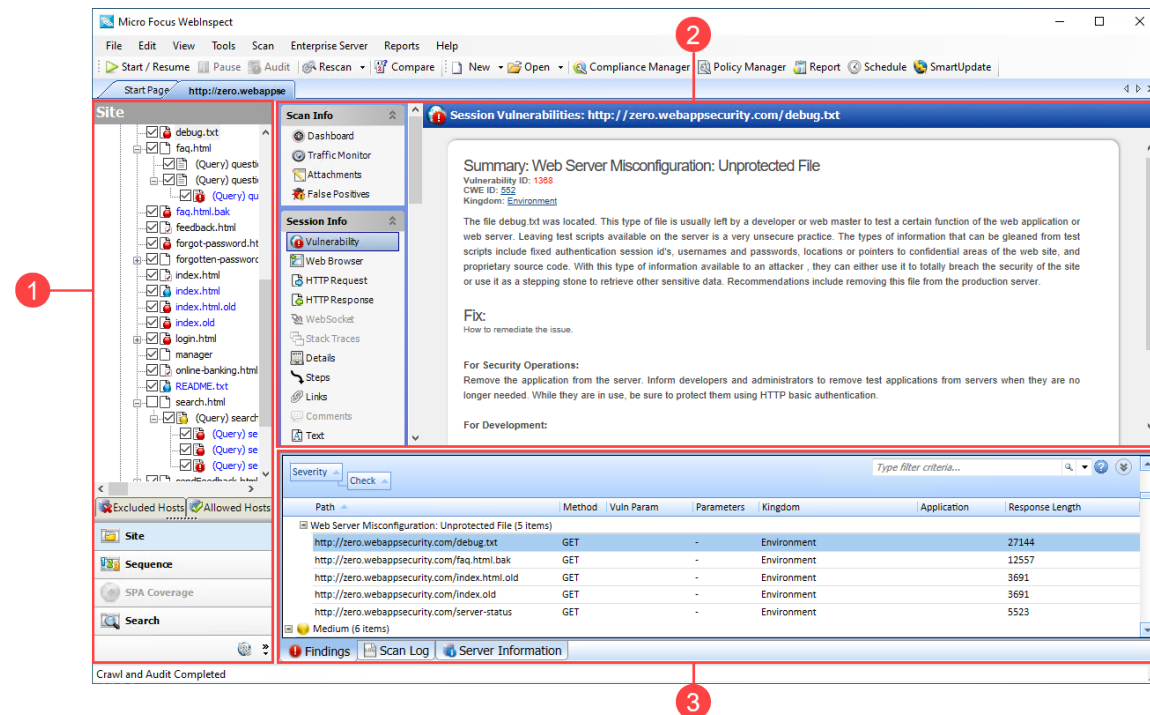 Micro Focus WebInspect
2
File Edit View Tools Scan Enterprise Server Reports Help
Start / Resume Pause Audit Rescan Compare New Open Compliance Manager Policy Manager Report Schedule SmartUpdate
Start Page http://zero.webappse
1
Site
debug.txt
faq.html
(Query) questi
(Query) questi
(Query) qu
faq.html.bak
feedback.html
forgot-password.ht
forgotten-password
index.html
index.html
index.html.old
index.old
login.html
manager
online-banking.html
README.txt
search.html
(Query) search
(Query) se
(Query) se
(Query) se
Excluded Hosts Allowed Hosts
Site
Sequence
SPA Coverage
Search
Scan Info
Dashboard
Traffic Monitor
Attachments
False Positives
Session Info
Vulnerability
Web Browser
HTTP Request
HTTP Response
WebSocket
Stack Traces
Details
Steps
Links
Comments
Text
Session Vulnerabilities: http://zero.webappsecurity.com/debug.txt
Summary: Web Server Misconfiguration: Unprotected File
Vulnerability ID: 1368
CWE ID: 552
Kingdom: Environment
The file debug.txt was located. This type of file is usually left by a developer or web master to test a certain function of the web application or
web server. Leaving test scripts available on the server is a very unsecure practice. The types of information that can be gleaned from test
scripts include fixed authentication session id's, usernames and passwords, locations or pointers to confidential areas of the web site, and
proprietary source code. With this type of information available to an attacker , they can either use it to totally breach the security of the site
or use it as a stepping stone to retrieve other sensitive data. Recommendations include removing this file from the production server.
Fix:
How to remediate the issue.
For Security Operations:
Remove the application from the server. Inform developers and administrators to remove test applications from servers when they are no
longer needed. While they are in use, be sure to protect them using HTTP basic authentication.
For Development:
Severity
Check
Type filter criteria...
Path Method Vuln Param Parameters Kingdom Application Response Length
Web Server Misconfiguration: Unprotected File (5 items)
http://zero.webappsecurity.com/debug.txt GET - Environment 27144
http://zero.webappsecurity.com/faq.html.bak GET - Environment 12557
http://zero.webappsecurity.com/index.html.old GET - Environment 3691
http://zero.webappsecurity.com/index.old GET - Environment 3691
http://zero.webappsecurity.com/server-status GET - Environment 5523
Medium (6 items)
Findings Scan Log Server Information
Crawl and Audit Completed
3